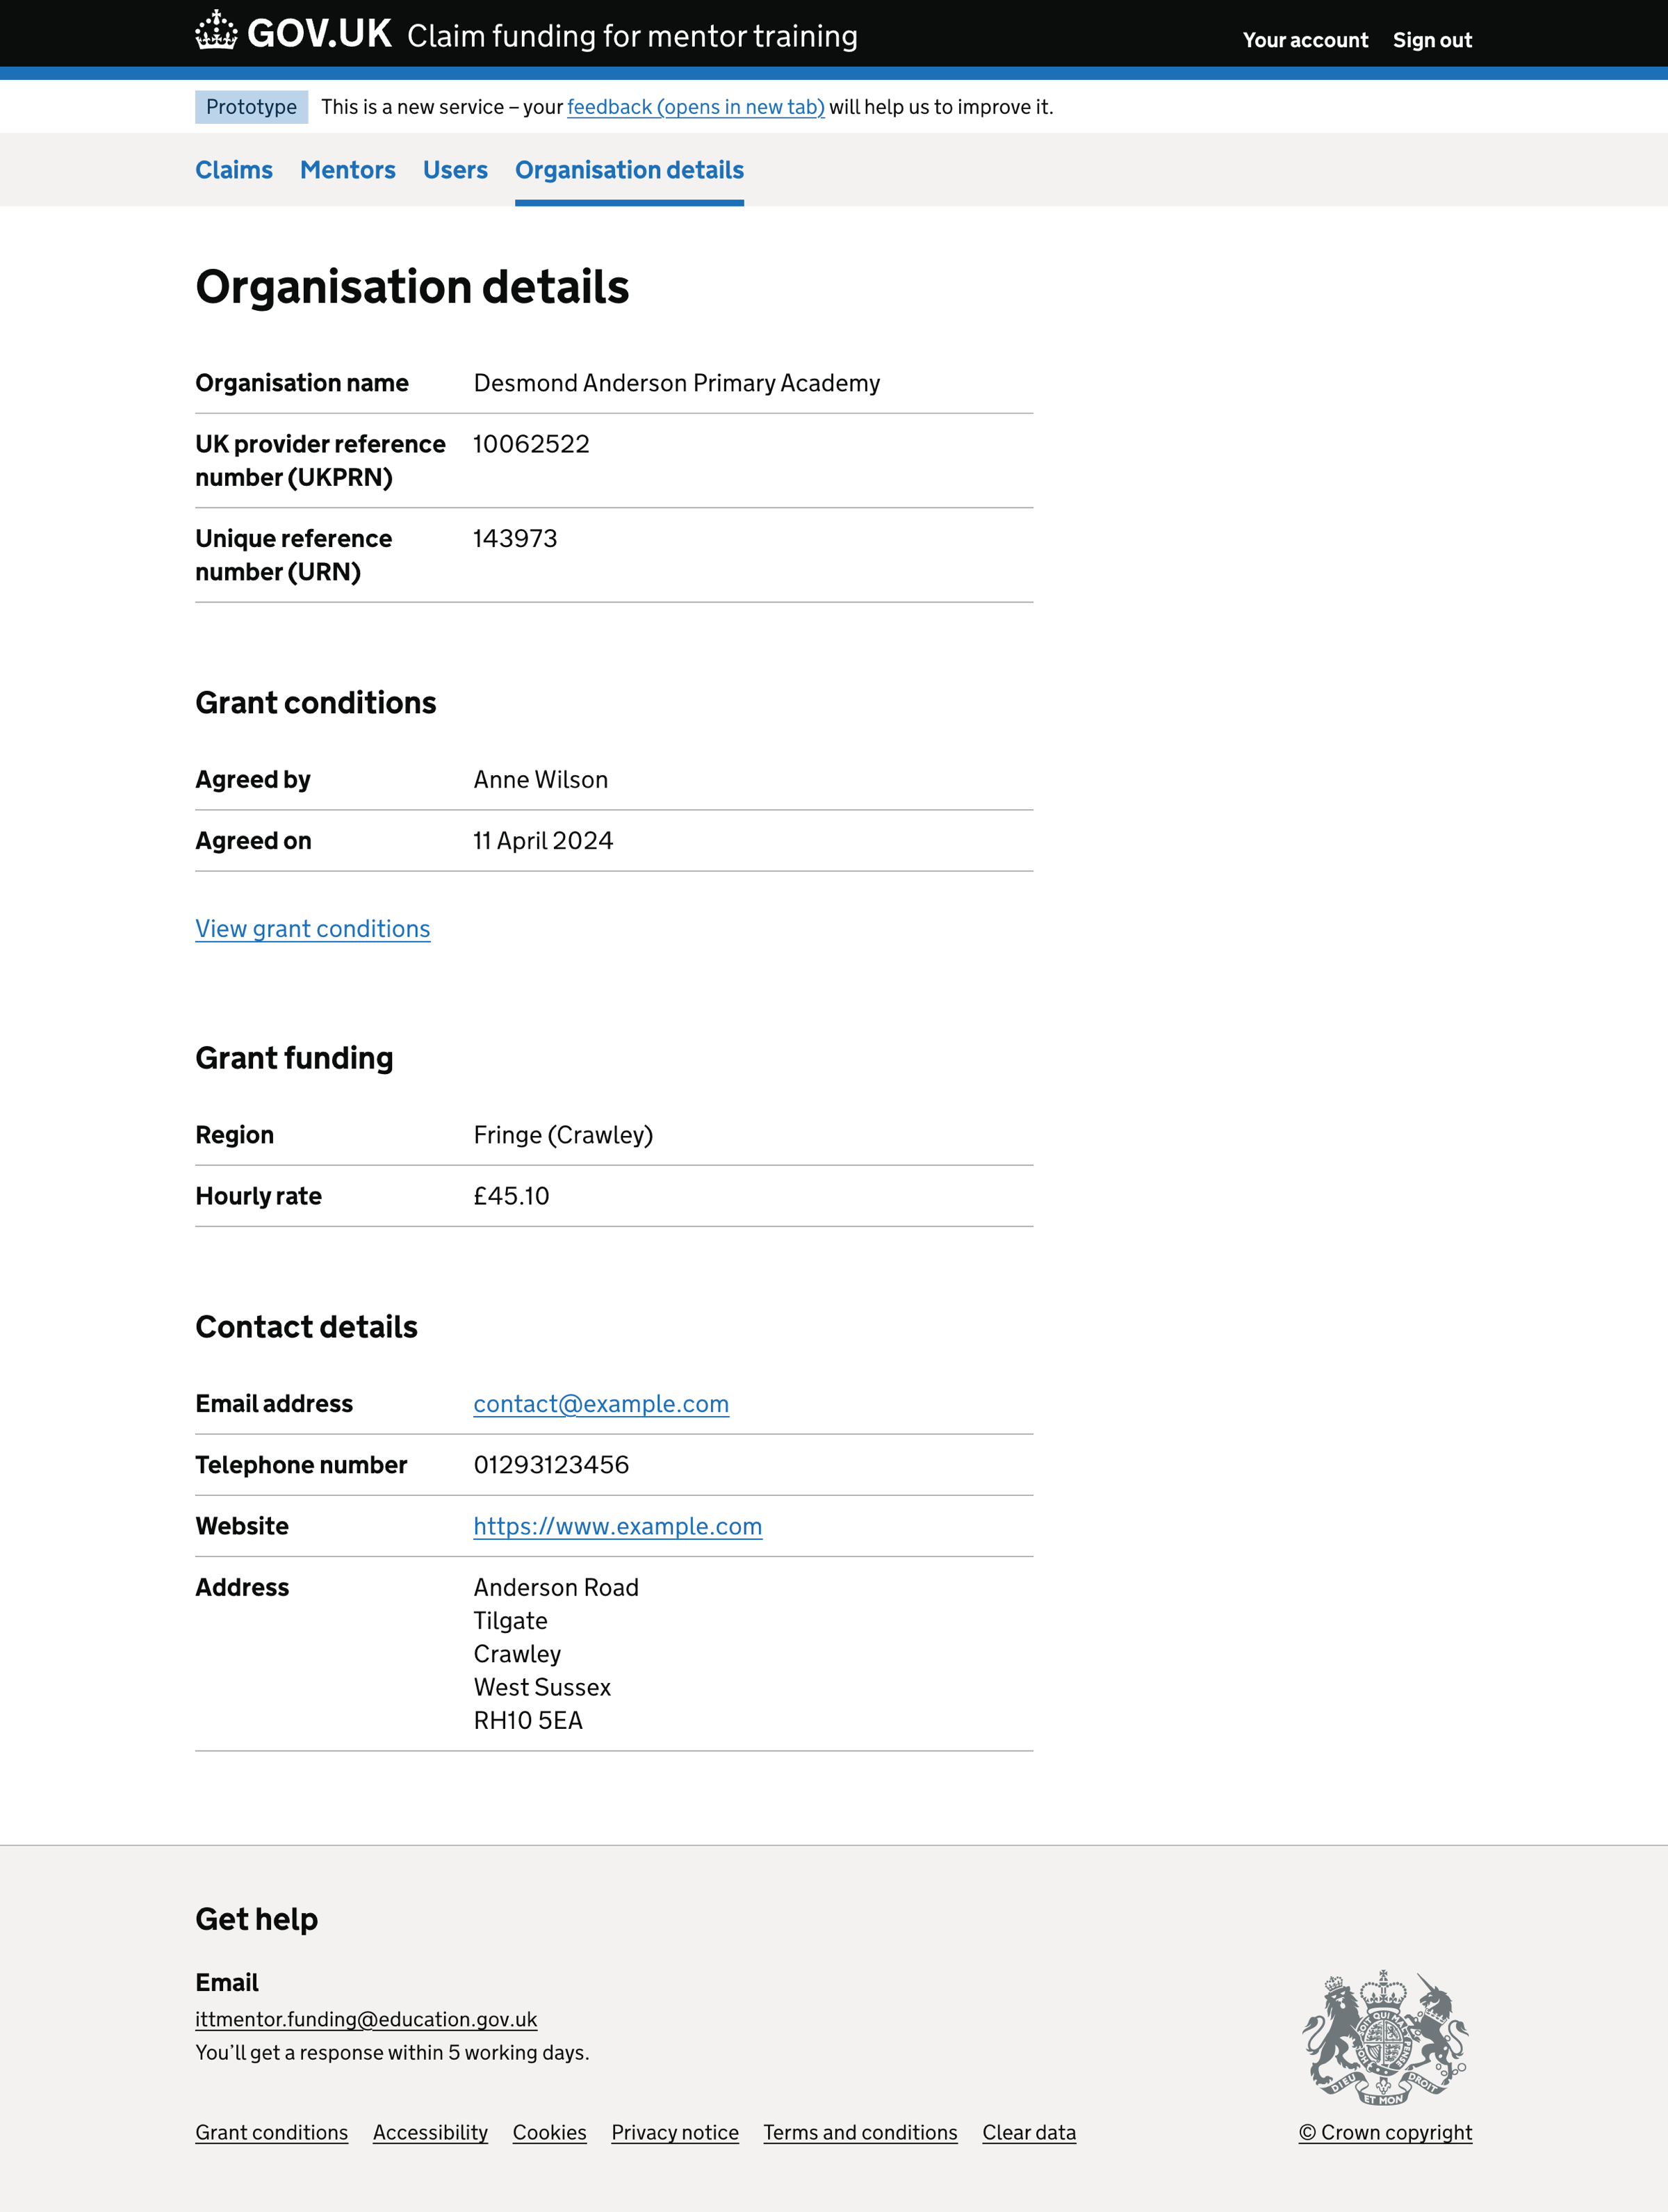 GOV.UK Claim funding for mentor training Your account Sign out
Prototype This is a new service – your feedback (opens in new tab) will help us to improve it.
Claims Mentors Users Organisation details
Organisation details
Organisation name Desmond Anderson Primary Academy
UK provider reference number (UKPRN) 10062522
Unique reference number (URN) 143973
Grant conditions
Agreed by Anne Wilson
Agreed on 11 April 2024
View grant conditions
Grant funding
Region Fringe (Crawley)
Hourly rate £45.10
Contact details
Email address contact@example.com
Telephone number 01293123456
Website https://www.example.com
Address Anderson Road
Tilgate
Crawley
West Sussex
RH10 5EA
Get help
Email
ittmentor.funding@education.gov.uk
You’ll get a response within 5 working days.
DIEU ET MON DROIT
Grant conditions Accessibility Cookies Privacy notice Terms and conditions Clear data © Crown copyright